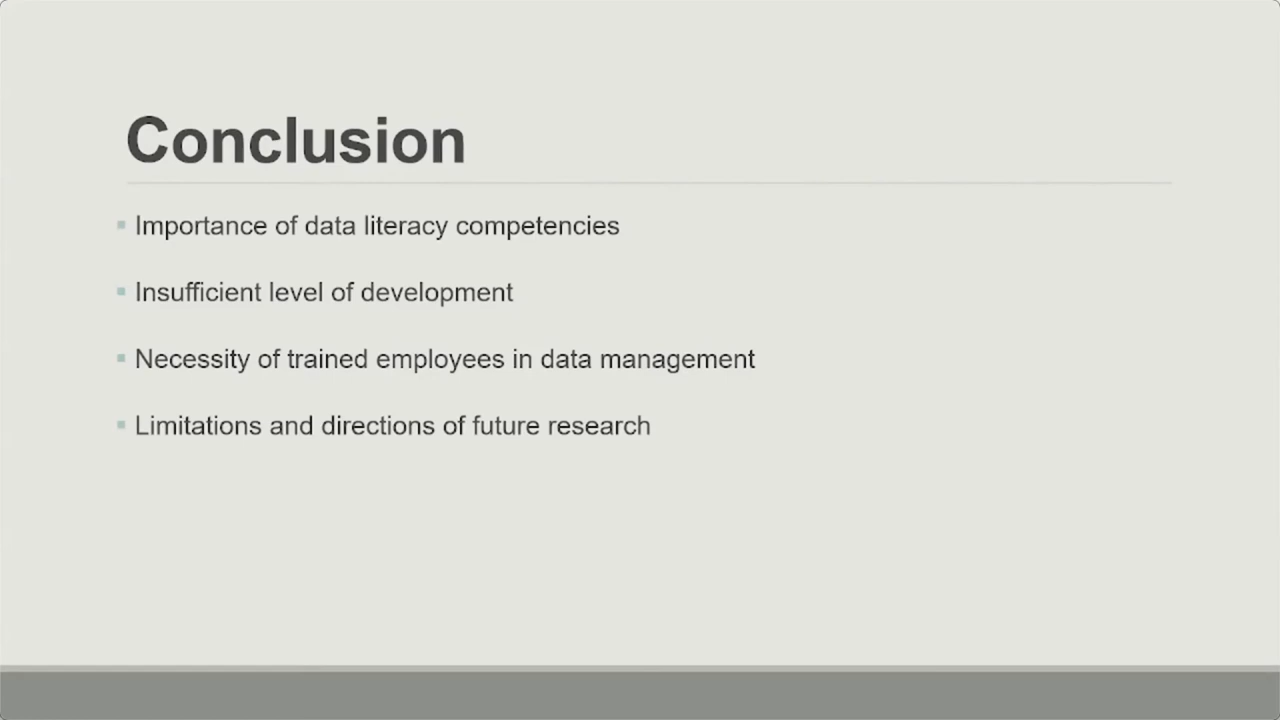 Conclusion
▪ Importance of data literacy competencies
▪ Insufficient level of development
▪ Necessity of trained employees in data management
▪ Limitations and directions of future research